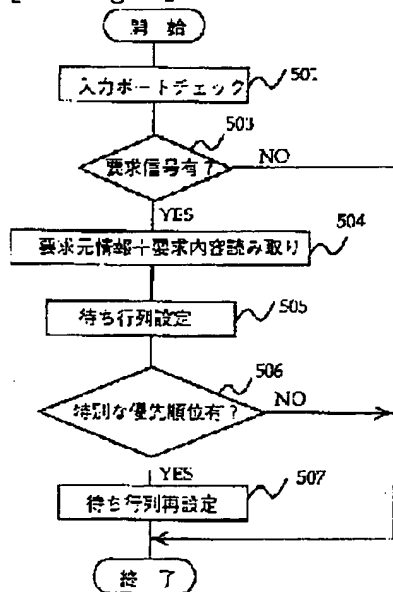 開 始
入力ポートチェック
502
503
要求信号有?
NO
YES
504
要求元情報+要求内容読み取り
待ち行列設定
505
506
特別な優先順位有?
NO
YES
507
待ち行列再設定
終 了